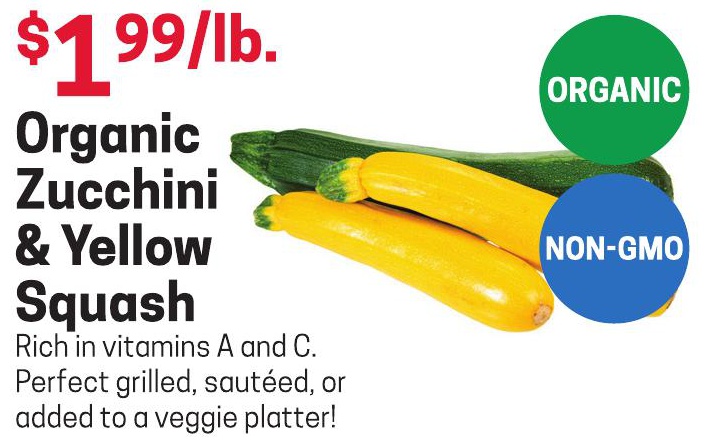 $1.99/lb.
Organic
Zucchini
& Yellow
Squash
Rich in vitamins A and C.
Perfect grilled, sautéed, or
added to a veggie platter!
ORGANIC
NON-GMO